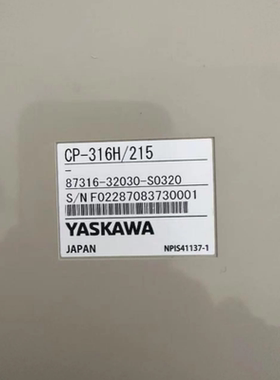 CP-316H/215
-
87316-32030-S0320
S/N F02287083730001
YASKAWA
JAPAN NPIS41137-1